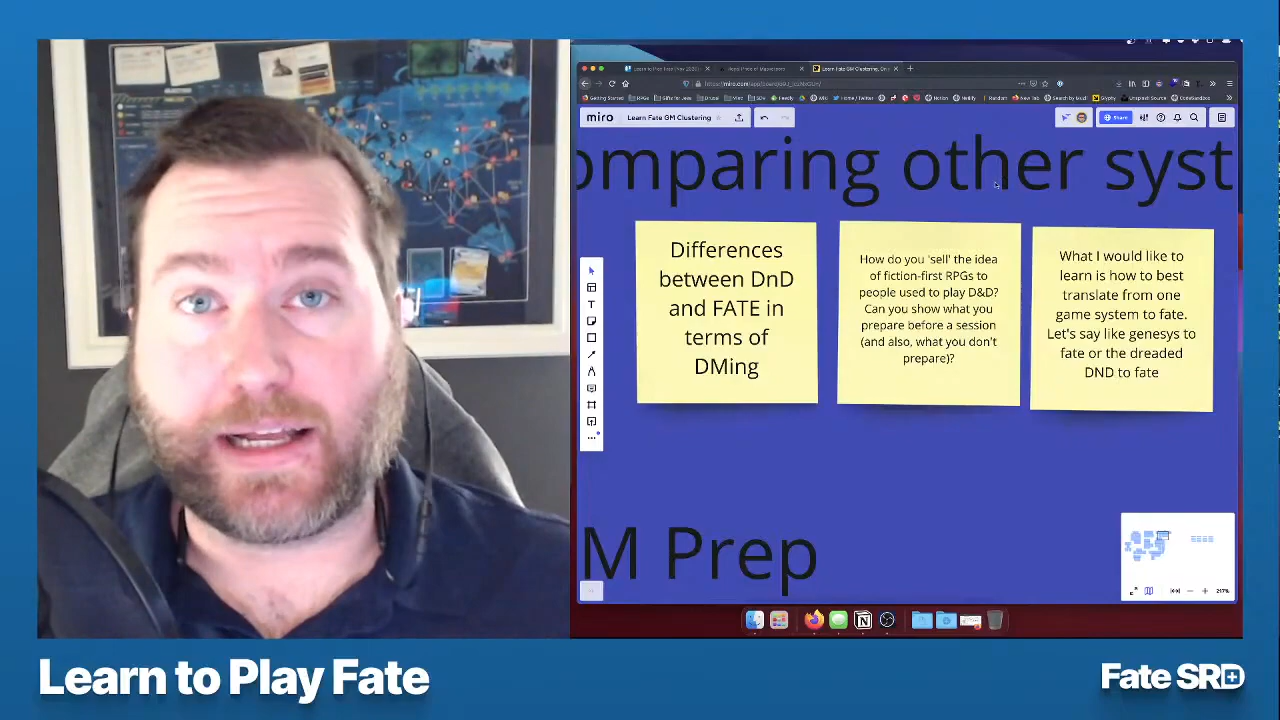 miro
Learn Fate GM Clustering
Share
omparing other syst
Differences
between DnD
and FATE in
terms of
DMing
How do you 'sell' the idea
of fiction-first RPGs to
people used to play D&D?
Can you show what you
prepare before a session
(and also, what you don't
prepare)?
What I would like to
learn is how to best
translate from one
game system to fate.
Let's say like genesys to
fate or the dreaded
DND to fate
M Prep
217%
Learn to Play Fate
Fate SRD